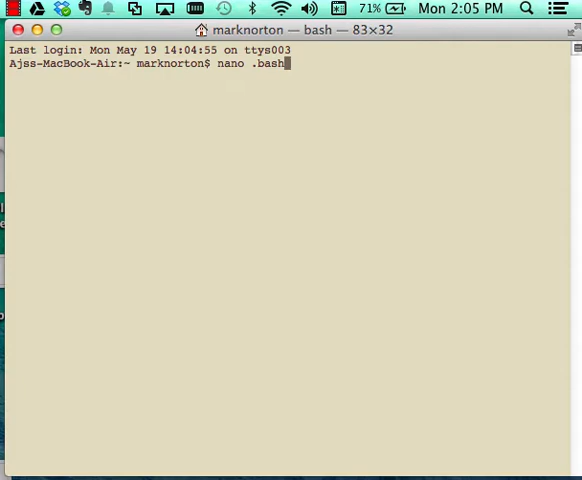 71% Mon 2:05 PM
marknorton — bash — 83×32
Last login: Mon May 19 14:04:55 on ttys003
Ajss-MacBook-Air:~ marknorton$ nano .bash